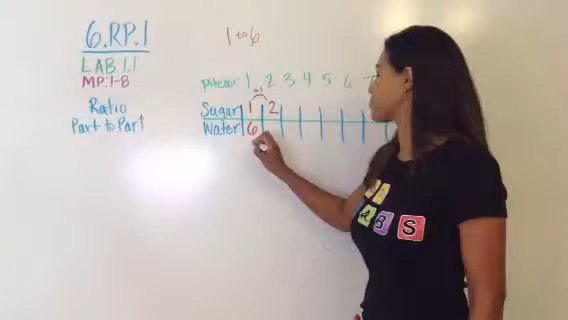 6.RP.1
1 to 6
LAB:1.1
MP:1-8
Pitcher 1 2 3 4 5 6 7
+1
Ratio
Sugar 1 2
Part to Part
Water 6
A B S